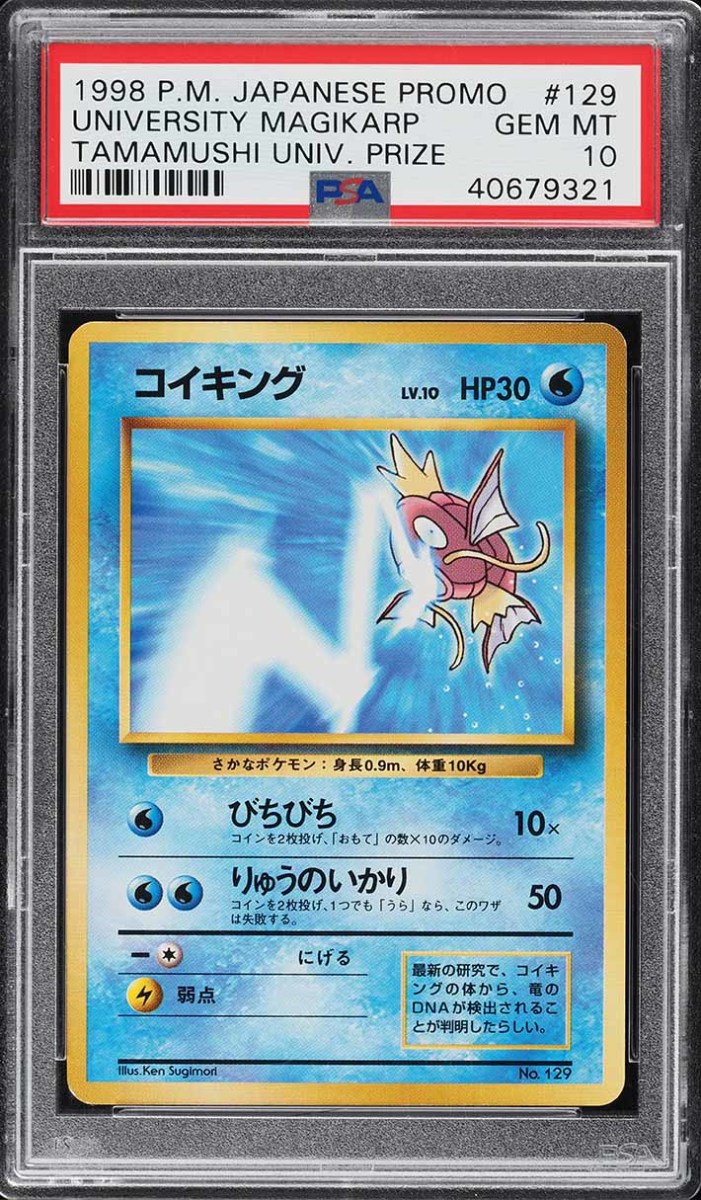 1998 P.M. JAPANESE PROMO #129
UNIVERSITY MAGIKARP GEM MT
TAMAMUSHI UNIV. PRIZE 10
PSA 40679321
コイキング LV.10 HP30
さかなポケモン：身長0.9m、体重10Kg
びちびち 10×
コインを2枚投げ、「おもて」の数×10のダメージ。
りゅうのいかり 50
コインを2枚投げ、1つでも「うら」なら、このワザ
は失敗する。
にげる
弱点
最新の研究で、コイキ
ングの体から、竜の
DNAが検出されるこ
とが判明したらしい。
Illus.Ken Sugimori No. 129
PSA